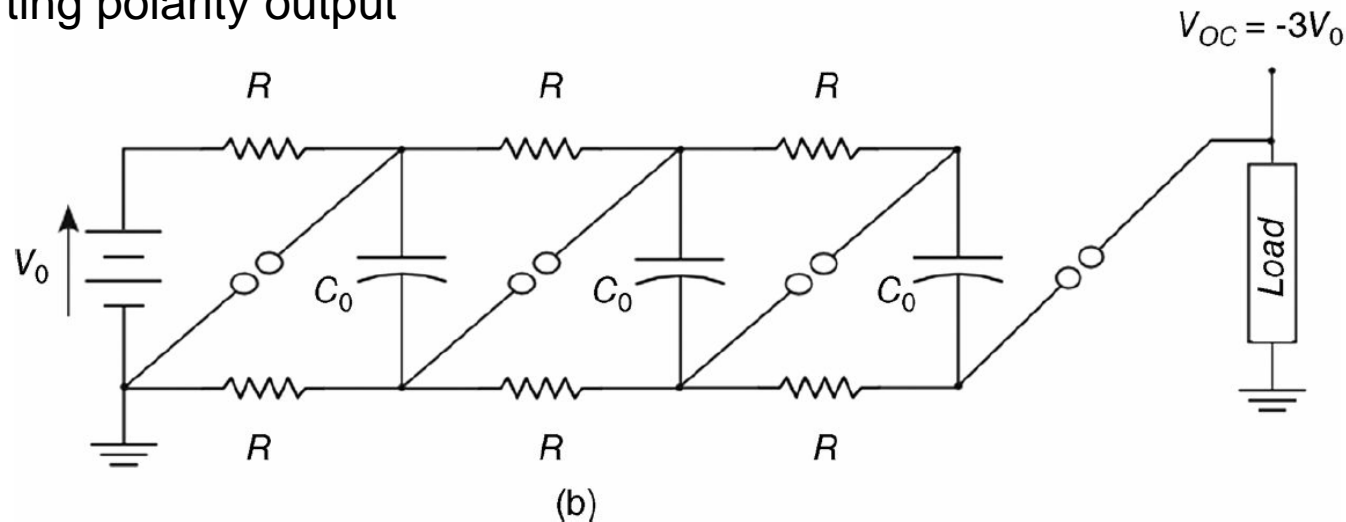 ting polarity output
V_OC = -3V_0
R R R
V_0
C_0 C_0 C_0
Load
R R R
(b)